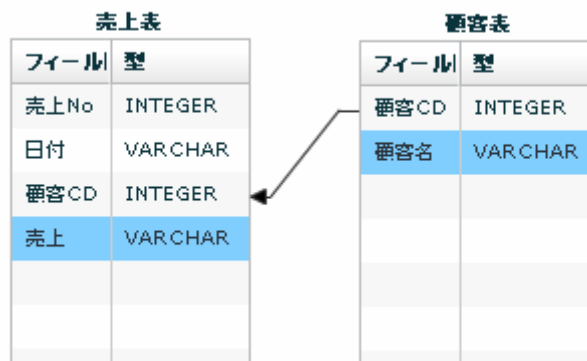 売上表
フィール 型
売上No INTEGER
日付 VARCHAR
顧客CD INTEGER
売上 VARCHAR
顧客表
フィール 型
顧客CD INTEGER
顧客名 VARCHAR